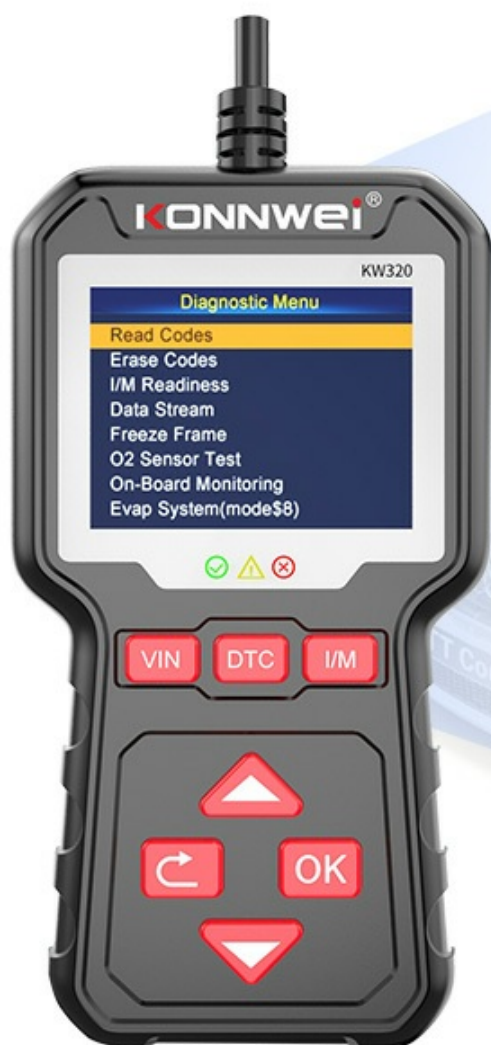 KONNWEI®
KW320
Diagnostic Menu
Read Codes
Erase Codes
I/M Readiness
Data Stream
Freeze Frame
O2 Sensor Test
On-Board Monitoring
Evap System(mode$8)
VIN DTC I/M
OK